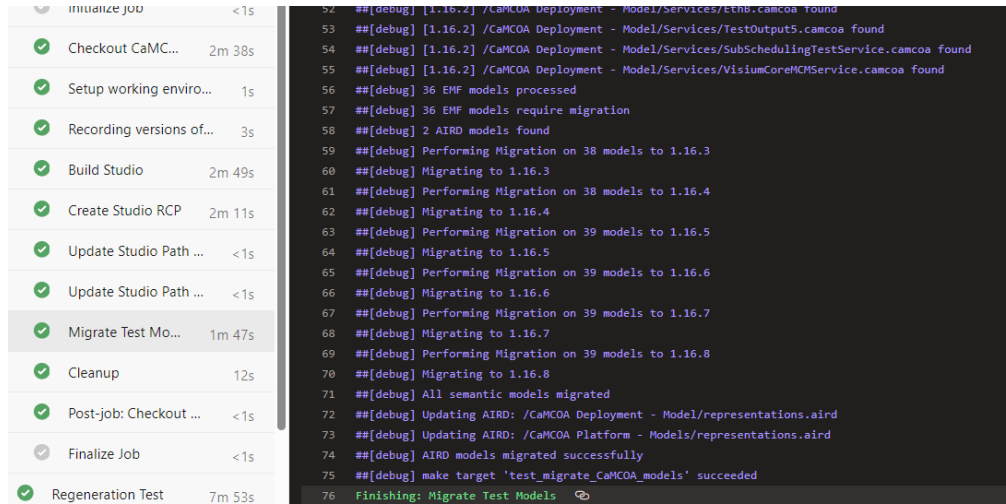 Initialize Job <1s
Checkout CaMC... 2m 38s
Setup working enviro... 1s
Recording versions of... 3s
Build Studio 2m 49s
Create Studio RCP 2m 11s
Update Studio Path ... <1s
Update Studio Path ... <1s
Migrate Test Mo... 1m 47s
Cleanup 12s
Post-job: Checkout ... <1s
Finalize Job <1s
Regeneration Test 7m 53s
52 ##[debug] [1.16.2] /CaMCOA Deployment - Model/Services/EthB.camcoa found
53 ##[debug] [1.16.2] /CaMCOA Deployment - Model/Services/TestOutput5.camcoa found
54 ##[debug] [1.16.2] /CaMCOA Deployment - Model/Services/SubSchedulingTestService.camcoa found
55 ##[debug] [1.16.2] /CaMCOA Deployment - Model/Services/VisiumCoreMCMService.camcoa found
56 ##[debug] 36 EMF models processed
57 ##[debug] 36 EMF models require migration
58 ##[debug] 2 AIRD models found
59 ##[debug] Performing Migration on 38 models to 1.16.3
60 ##[debug] Migrating to 1.16.3
61 ##[debug] Performing Migration on 38 models to 1.16.4
62 ##[debug] Migrating to 1.16.4
63 ##[debug] Performing Migration on 39 models to 1.16.5
64 ##[debug] Migrating to 1.16.5
65 ##[debug] Performing Migration on 39 models to 1.16.6
66 ##[debug] Migrating to 1.16.6
67 ##[debug] Performing Migration on 39 models to 1.16.7
68 ##[debug] Migrating to 1.16.7
69 ##[debug] Performing Migration on 39 models to 1.16.8
70 ##[debug] Migrating to 1.16.8
71 ##[debug] All semantic models migrated
72 ##[debug] Updating AIRD: /CaMCOA Deployment - Model/representations.aird
73 ##[debug] Updating AIRD: /CaMCOA Platform - Models/representations.aird
74 ##[debug] AIRD models migrated successfully
75 ##[debug] make target 'test_migrate_CaMCOA_models' succeeded
76 Finishing: Migrate Test Models